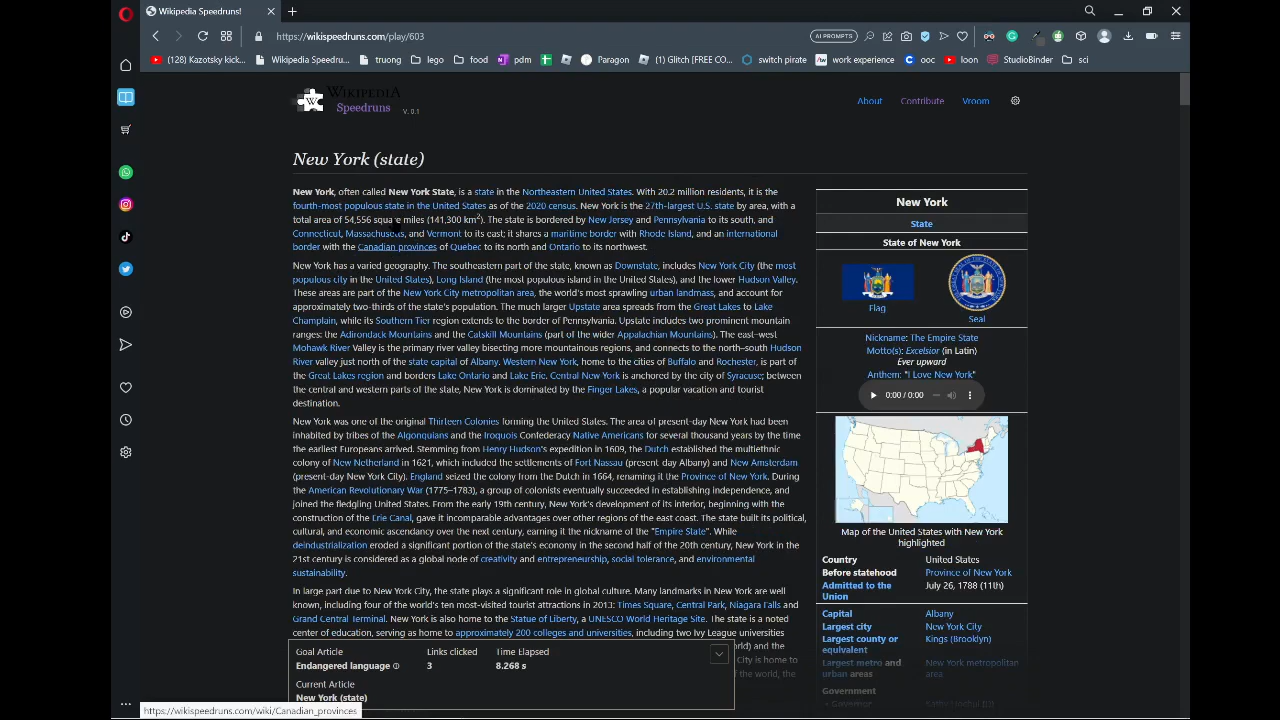 Wikipedia Speedruns!
https://wikispeedruns.com/play/603
AI PROMPTS
(128) Kazotsky kick...
Wikipedia Speedru...
truong
lego
food
pdm
Paragon
[FREE CO...
switch pirate
work experience
ooc
loon
StudioBinder
sci
WIKIPEDIA
Speedruns
V. 0.1
About
Contribute
Vroom
New York (state)
New York, often called New York State, is a state in the Northeastern United States. With 20.2 million residents, it is the
fourth-most populous state in the United States as of the 2020 census. New York is the 27th-largest U.S. state by area, with a
total area of 54,556 square miles (141,300 km2). The state is bordered by New Jersey and Pennsylvania to its south, and
Connecticut, Massachusetts, and Vermont to its east; it shares a maritime border with Rhode Island, and an international
border with the Canadian provinces of Quebec to its north and Ontario to its northwest.
New York has a varied geography. The southeastern part of the state, known as Downstate, includes New York City (the most
populous city in the United States), Long Island (the most populous island in the United States), and the lower Hudson Valley.
These areas are part of the New York City metropolitan area, the world's most sprawling urban landmass, and account for
approximately two-thirds of the state's population. The much larger Upstate area spreads from the Great Lakes to Lake
Champlain, while its Southern Tier region extends to the border of Pennsylvania. Upstate includes two prominent mountain
ranges: the Adirondack Mountains and the Catskill Mountains (part of the wider Appalachian Mountains). The east–west
Mohawk River Valley is the primary river valley bisecting more mountainous regions, and connects to the north-south Hudson
River valley just north of the state capital of Albany. Western New York, home to the cities of Buffalo and Rochester, is part of
the Great Lakes region and borders Lake Ontario and Lake Erie. Central New York is anchored by the city of Syracuse; between
the central and western parts of the state, New York is dominated by the Finger Lakes, a popular vacation and tourist
destination.
New York was one of the original Thirteen Colonies forming the United States. The area of present-day New York had been
inhabited by tribes of the Algonquians and the Iroquois Confederacy Native Americans for several thousand years by the time
the earliest Europeans arrived. Stemming from Henry Hudson's expedition in 1609, the Dutch established the multiethnic
colony of New Netherland in 1621, which included the settlements of Fort Nassau (present day Albany) and New Amsterdam
(present-day New York City). England seized the colony from the Dutch in 1664, renaming it the Province of New York. During
the American Revolutionary War (1775–1783), a group of colonists eventually succeeded in establishing independence, and
joined the fledgling United States. From the early 19th century, New York's development of its interior, beginning with the
construction of the Erie Canal, gave it incomparable advantages over other regions of the east coast. The state built its political,
cultural, and economic ascendancy over the next century, earning it the nickname of the "Empire State". While
deindustrialization eroded a significant portion of the state's economy in the second half of the 20th century, New York in the
21st century is considered as a global node of creativity and entrepreneurship, social tolerance, and environmental
sustainability.
In large part due to New York City, the state plays a significant role in global culture. Many landmarks in New York are well
known, including four of the world's ten most-visited tourist attractions in 2013: Times Square, Central Park, Niagara Falls and
Grand Central Terminal. New York is also home to the Statue of Liberty, a UNESCO World Heritage Site. The state is a noted
center of education, serving as home to approximately 200 colleges and universities, including two Ivy League universities
and the
City is home to
of the world, the
New York
State
State of New York
Flag
Seal
Nickname: The Empire State
Motto(s): Excelsior (in Latin)
Ever upward
Anthem: "I Love New York"
0:00 / 0:00
Map of the United States with New York
highlighted
Country United States
Before statehood Province of New York
Admitted to the July 26, 1788 (11th)
Union
Capital Albany
Largest city New York City
Largest county or Kings (Brooklyn)
equivalent
Largest metro and New York metropolitan
urban areas area
Government
Goal Article Links clicked Time Elapsed
Endangered language 3 8.268 s
Current Article
New York (state)
https://wikispeedruns.com/wiki/Canadian_provinces